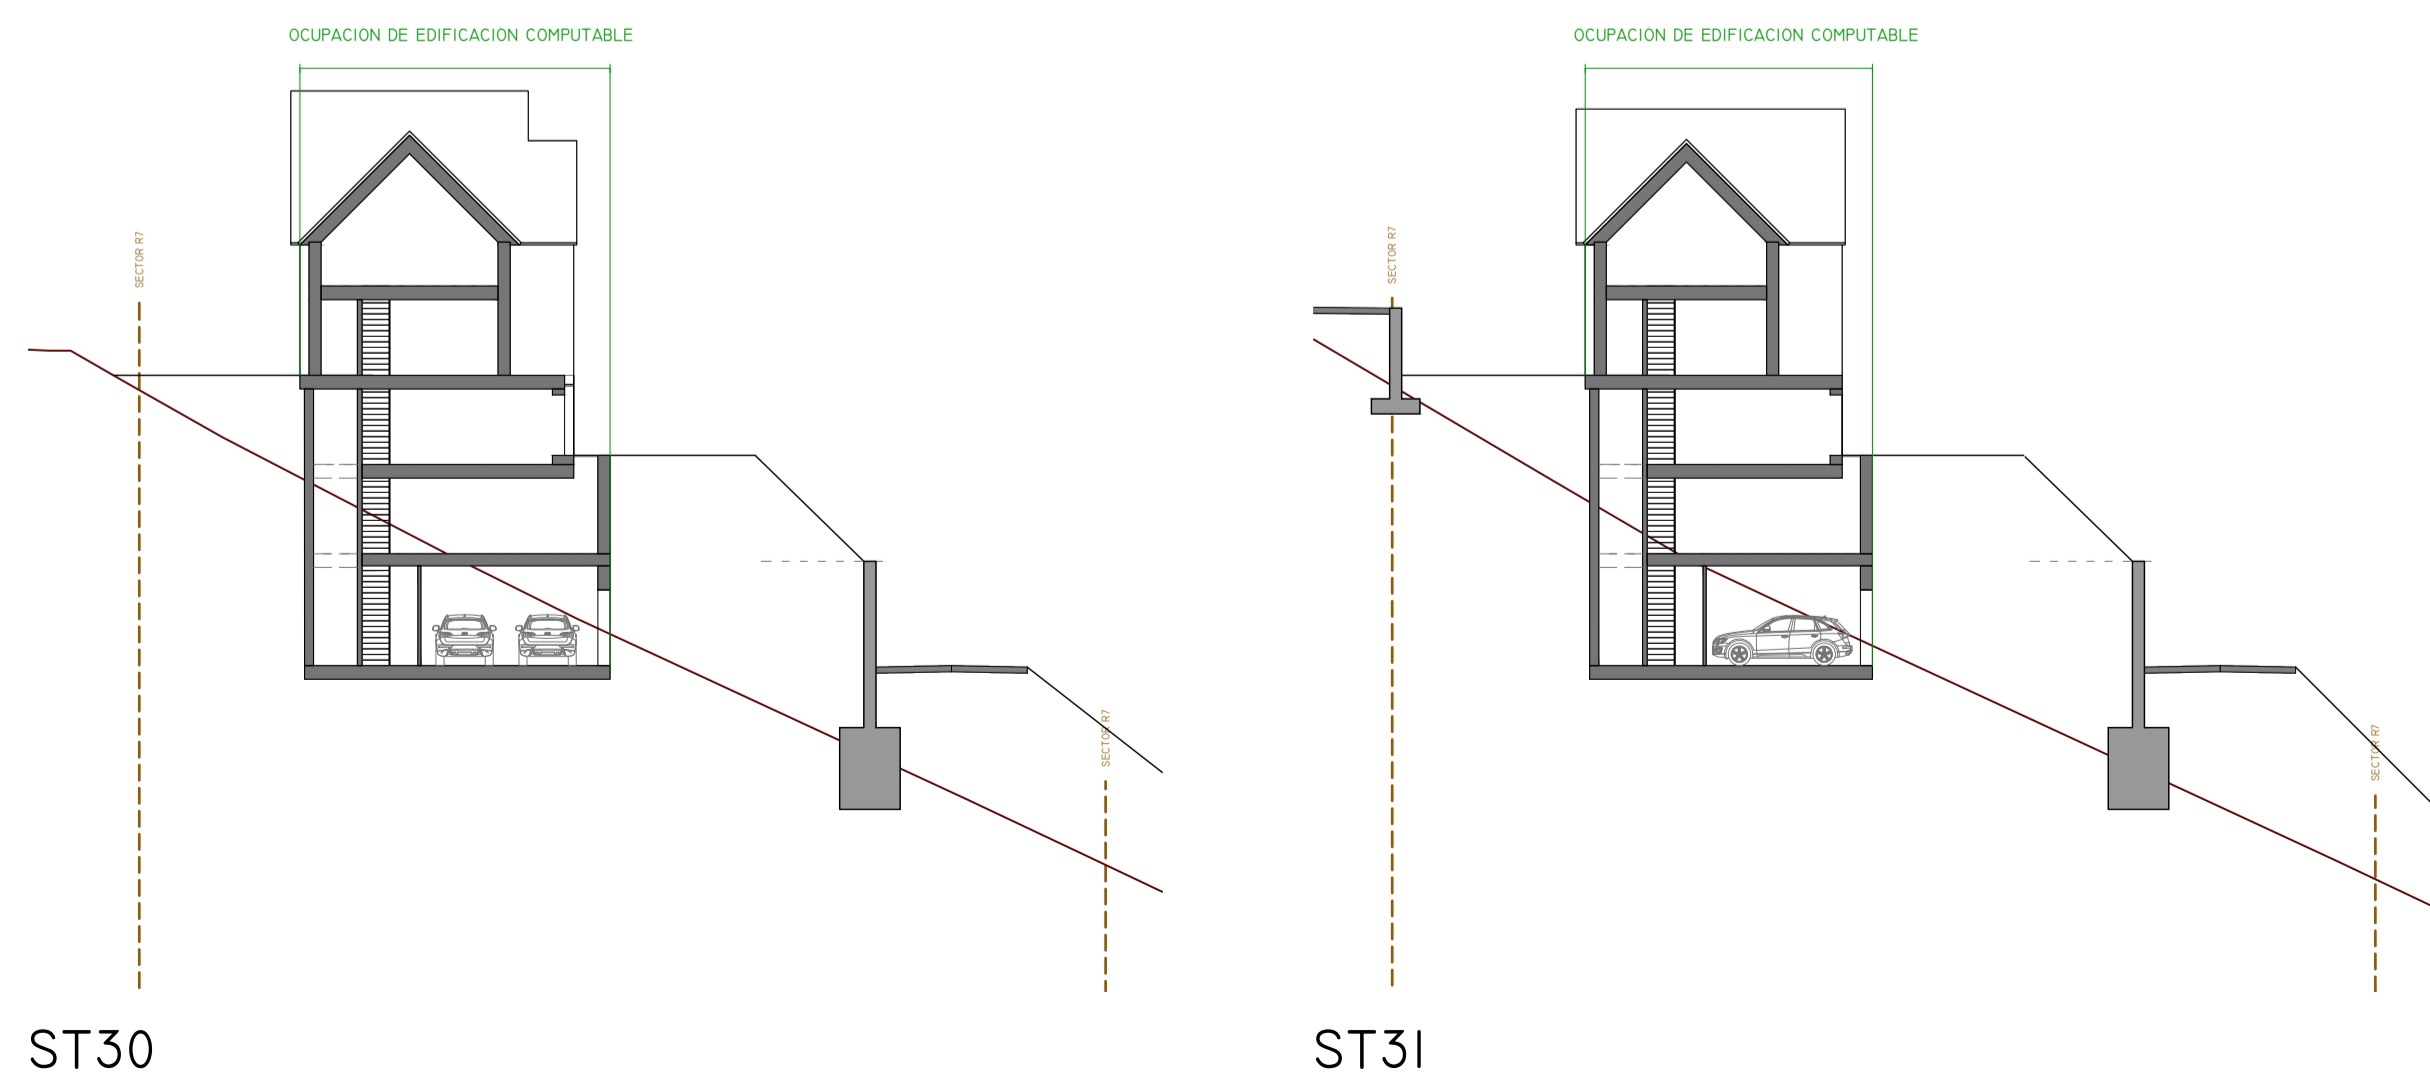 OCUPACION DE EDIFICACION COMPUTABLE
OCUPACION DE EDIFICACION COMPUTABLE
SECTOR R7
SECTOR R7
SECTOR R7
SECTOR R7
ST30
ST31